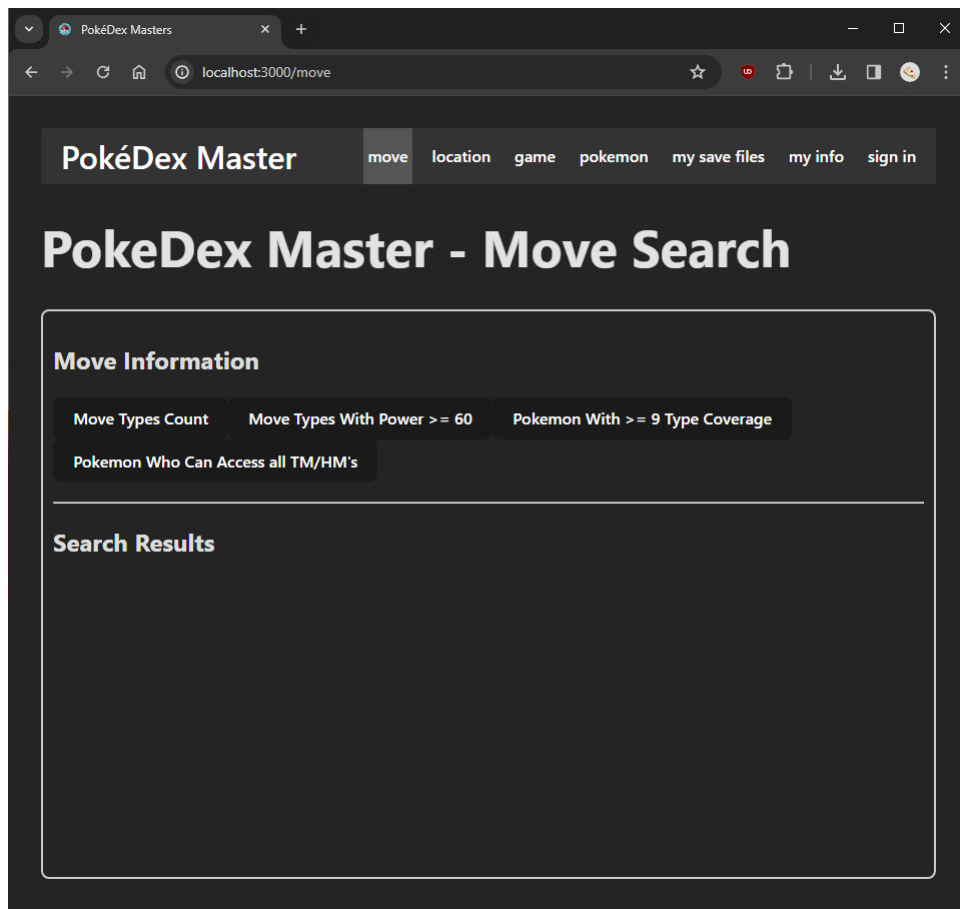 PokéDex Masters
localhost:3000/move
UD
PokéDex Master move location game pokemon my save files my info sign in
PokeDex Master - Move Search
Move Information
Move Types Count Move Types With Power >= 60 Pokemon With >= 9 Type Coverage
Pokemon Who Can Access all TM/HM's
Search Results